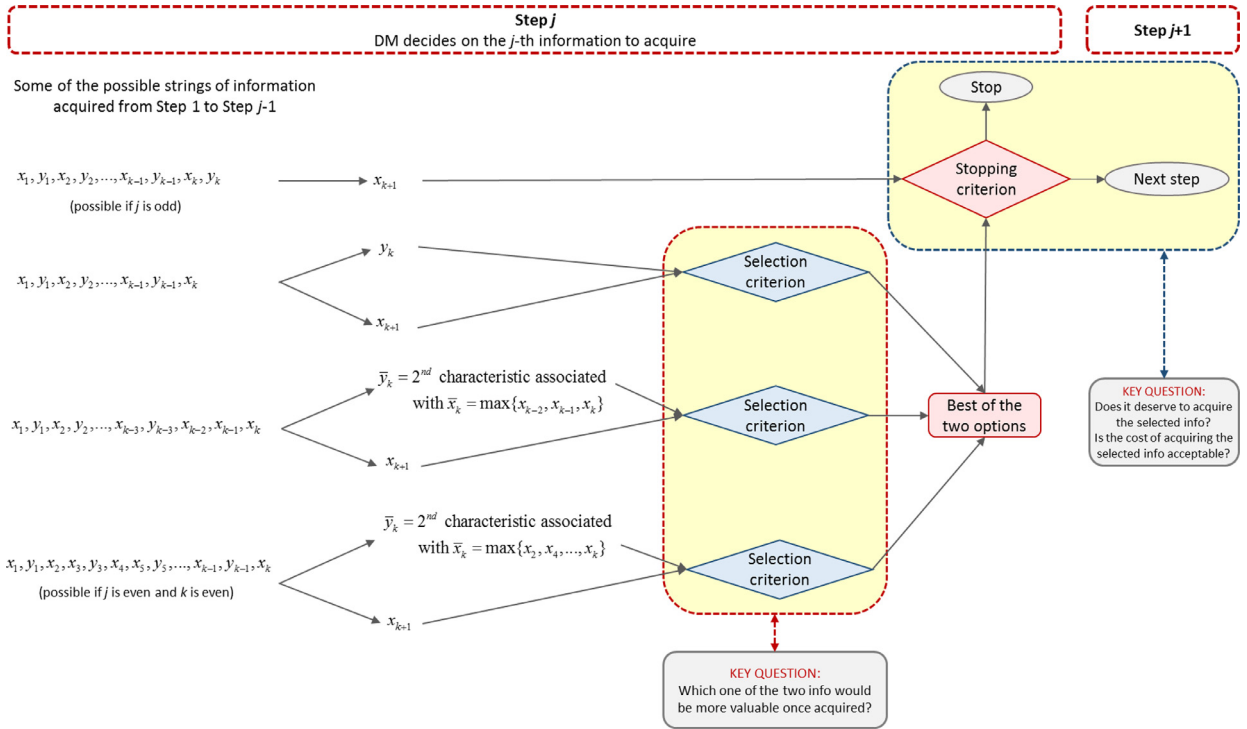 Step j
DM decides on the j-th information to acquire
Step j+1
Some of the possible strings of information
acquired from Step 1 to Step j-1
Stop
x₁, y₁, x₂, y₂,..., xₖ₋₁, yₖ₋₁, xₖ, yₖ
(possible if j is odd)
xₖ₊₁
Stopping
criterion
Next step
yₖ
x₁, y₁, x₂, y₂,..., xₖ₋₁, yₖ₋₁, xₖ
xₖ₊₁
Selection
criterion
ȳₖ = 2ⁿᵈ characteristic associated
with x̄ₖ = max{xₖ₋₂, xₖ₋₁, xₖ}
x₁, y₁, x₂, y₂,..., xₖ₋₃, yₖ₋₃, xₖ₋₂, xₖ₋₁, xₖ
xₖ₊₁
Selection
criterion
Best of the
two options
KEY QUESTION:
Does it deserve to acquire
the selected info?
Is the cost of acquiring the
selected info acceptable?
ȳₖ = 2ⁿᵈ characteristic associated
with x̄ₖ = max{x₂, x₄,..., xₖ}
x₁, y₁, x₂, x₃, y₃, x₄, x₅, y₅,..., xₖ₋₁, yₖ₋₁, xₖ
(possible if j is even and k is even)
xₖ₊₁
Selection
criterion
KEY QUESTION:
Which one of the two info would
be more valuable once acquired?